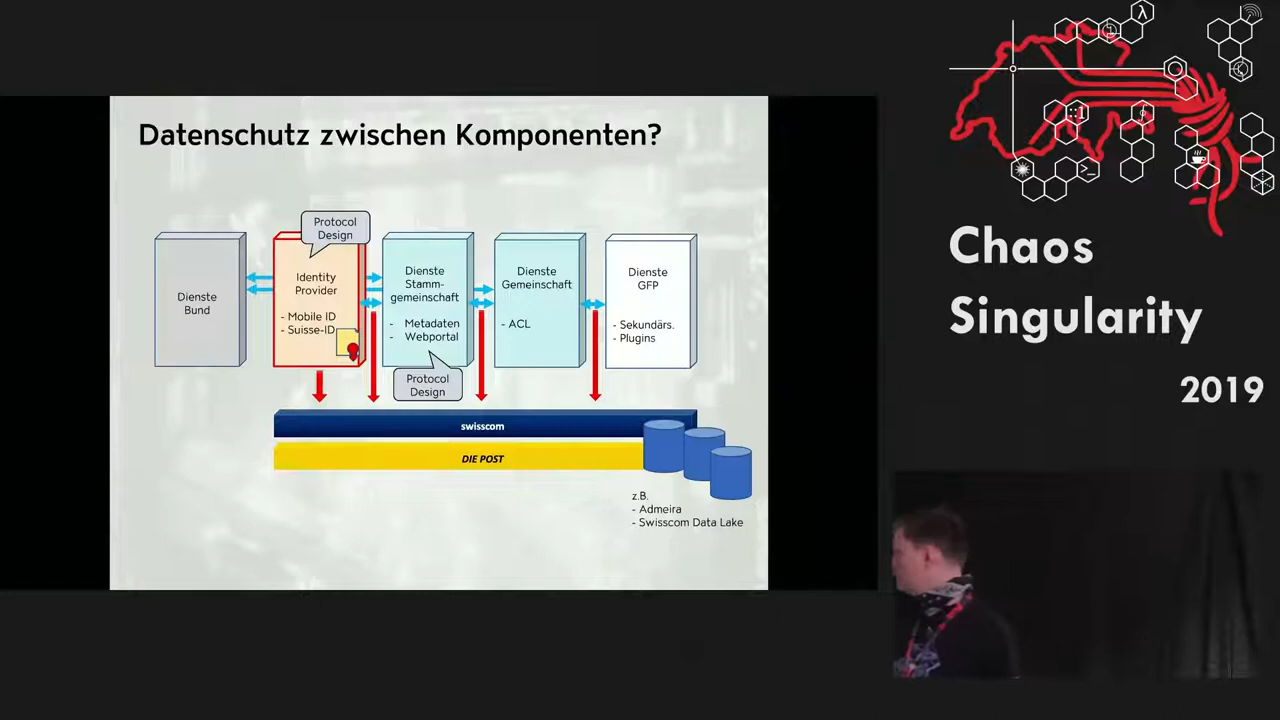 Datenschutz zwischen Komponenten?
Protocol
Design
Dienste
Bund
Identity
Provider
- Mobile ID
- Suisse-ID
Dienste
Stamm-
gemeinschaft
- Metadaten
- Webportal
Protocol
Design
Dienste
Gemeinschaft
- ACL
Dienste
GFP
- Sekundärs.
- Plugins
swisscom
DIE POST
z.B.
- Admeira
- Swisscom Data Lake
Chaos
Singularity
2019
λ
:1
>_